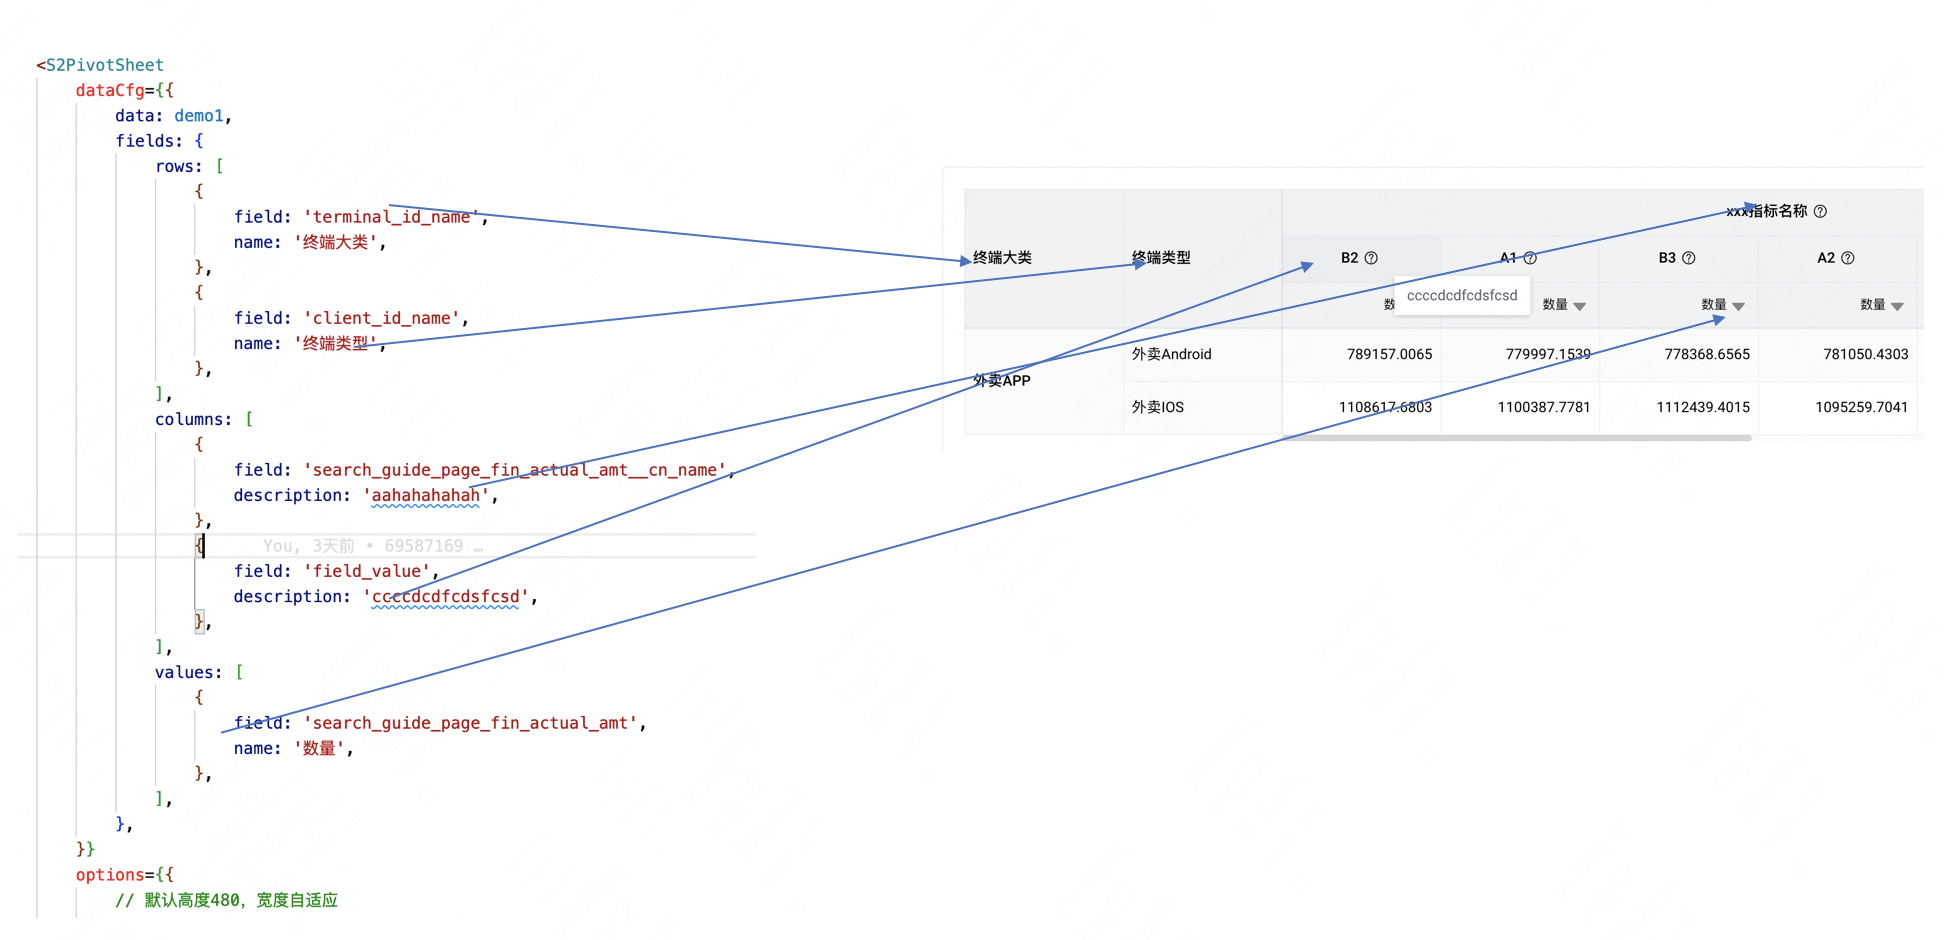 <S2PivotSheet
dataCfg={{
data: demo1,
fields: {
rows: [
{
field: 'terminal_id_name',
name: '终端大类',
},
{
field: 'client_id_name',
name: '终端类型',
},
],
columns: [
{
field: 'search_guide_page_fin_actual_amt__cn_name',
description: 'aahahahahah',
},
{
You, 3天前 • 69587169 …
field: 'field_value',
description: 'ccccdcdfcdsfcsd',
},
],
values: [
{
field: 'search_guide_page_fin_actual_amt',
name: '数量',
},
],
},
}}
options={{
// 默认高度480, 宽度自适应
xxx指标名称
终端大类 终端类型 B2 A1 B3 A2
ccccdcdfcdsfcsd
数 数量 数量 数量
外卖APP
外卖Android 789157.0065 779997.1539 778368.6565 781050.4303
外卖IOS 1108617.6803 1100387.7781 1112439.4015 1095259.7041